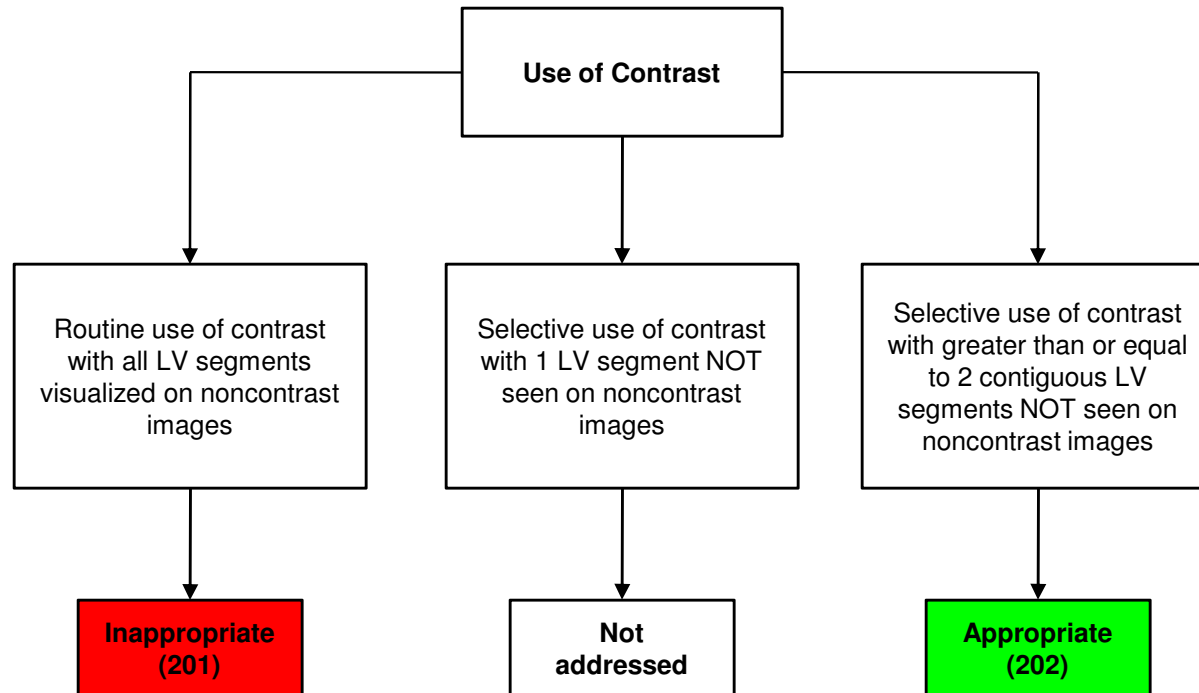 Use of Contrast
Routine use of contrast
with all LV segments
visualized on noncontrast
images
Selective use of contrast
with 1 LV segment NOT
seen on noncontrast
images
Selective use of contrast
with greater than or equal
to 2 contiguous LV
segments NOT seen on
noncontrast images
Inappropriate
(201)
Not
addressed
Appropriate
(202)